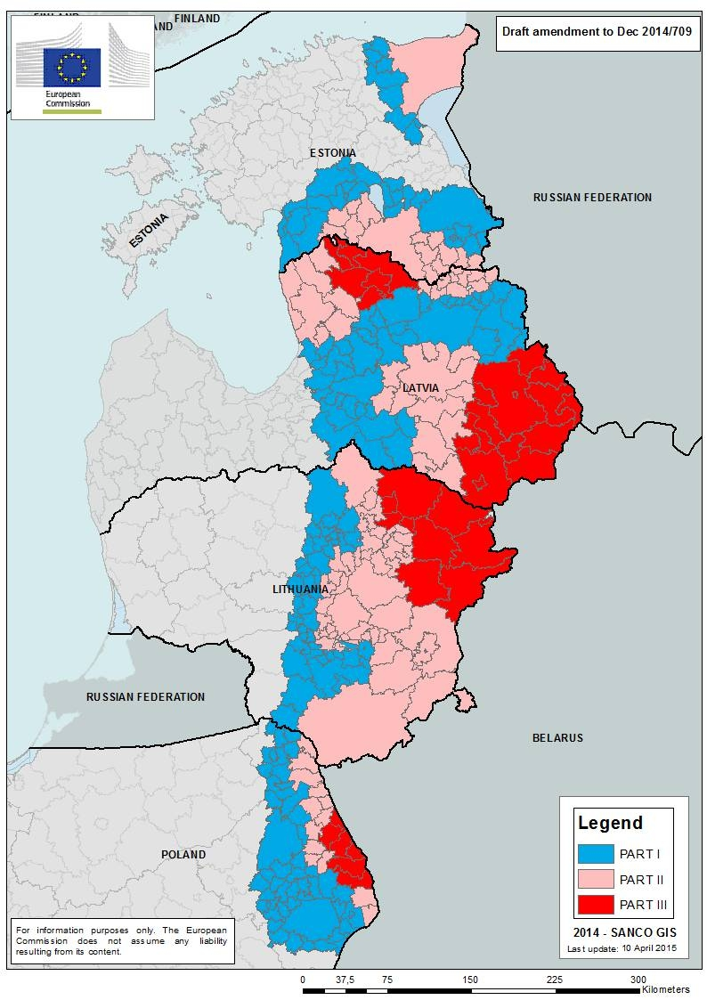 FINLAND
FINLAND
AND
European
Commission
Draft amendment to Dec 2014/709
ESTONIA
RUSSIAN FEDERATION
ESTONIA
LATVIA
LITHUANIA
RUSSIAN FEDERATION
BELARUS
POLAND
Legend
PART I
PART II
PART III
2014 - SANCO GIS
Last update: 10 April 2015
For information purposes only. The European
Commission does not assume any liability
resulting from its content.
0 37,5 75 150 225 300
Kilometers